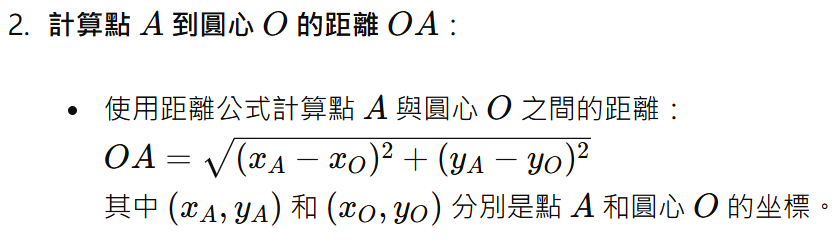 2. 計算點 A 到圓心 O 的距離 OA：
• 使用距離公式計算點 A 與圓心 O 之間的距離：
OA = √((x_A − x_O)² + (y_A − y_O)²)
其中 (x_A, y_A) 和 (x_O, y_O) 分別是點 A 和圓心 O 的坐標。